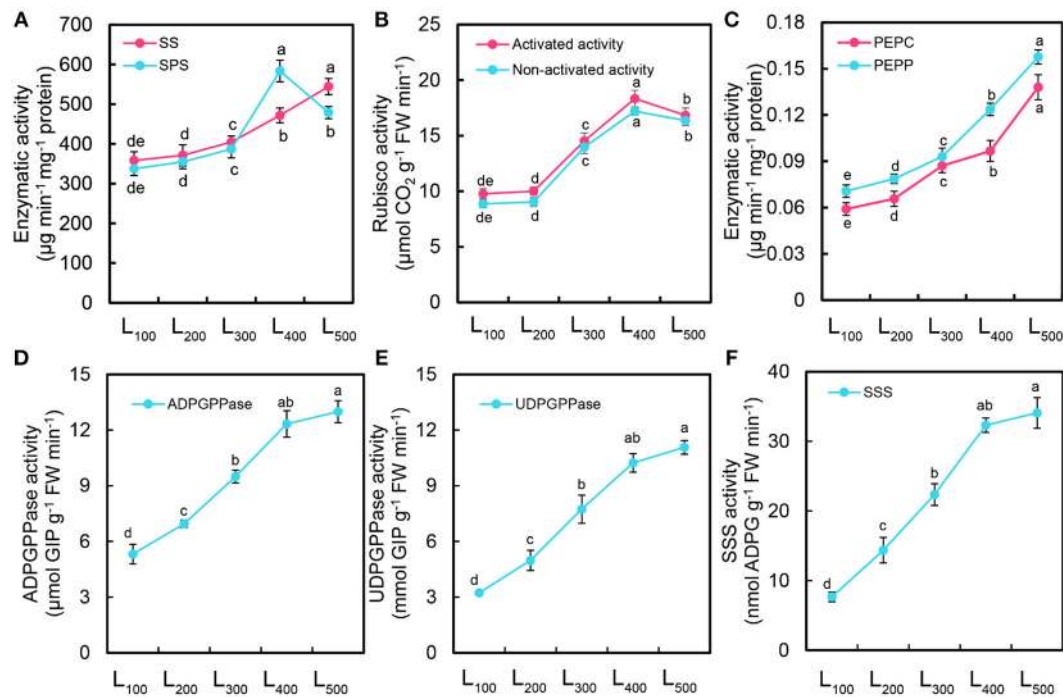 A
700
600
500
400
300
200
100
0
Enzymatic activity
(µg min⁻¹ mg⁻¹ protein)
SS
SPS
de
d
c
b
a
de
d
c
a
b
L₁₀₀ L₂₀₀ L₃₀₀ L₄₀₀ L₅₀₀
B
25
20
15
10
5
0
Rubisco activity
(µmol CO₂ g⁻¹ FW min⁻¹)
Activated activity
Non-activated activity
de
d
c
a
b
de
d
c
a
b
L₁₀₀ L₂₀₀ L₃₀₀ L₄₀₀ L₅₀₀
C
0.18
0.15
0.12
0.09
0.06
0.03
0.00
Enzymatic activity
(µg min⁻¹ mg⁻¹ protein)
PEPC
PEPP
e
d
c
b
a
e
d
c
b
a
L₁₀₀ L₂₀₀ L₃₀₀ L₄₀₀ L₅₀₀
D
15
12
9
6
3
0
ADPGPPase activity
(µmol GIP g⁻¹ FW min⁻¹)
ADPGPPase
d
c
b
ab
a
L₁₀₀ L₂₀₀ L₃₀₀ L₄₀₀ L₅₀₀
E
15
12
9
6
3
0
UDPGPPase activity
(mmol GIP g⁻¹ FW min⁻¹)
UDPGPPase
d
c
b
ab
a
L₁₀₀ L₂₀₀ L₃₀₀ L₄₀₀ L₅₀₀
F
40
30
20
10
0
SSS activity
(nmol ADPG g⁻¹ FW min⁻¹)
SSS
d
c
b
ab
a
L₁₀₀ L₂₀₀ L₃₀₀ L₄₀₀ L₅₀₀